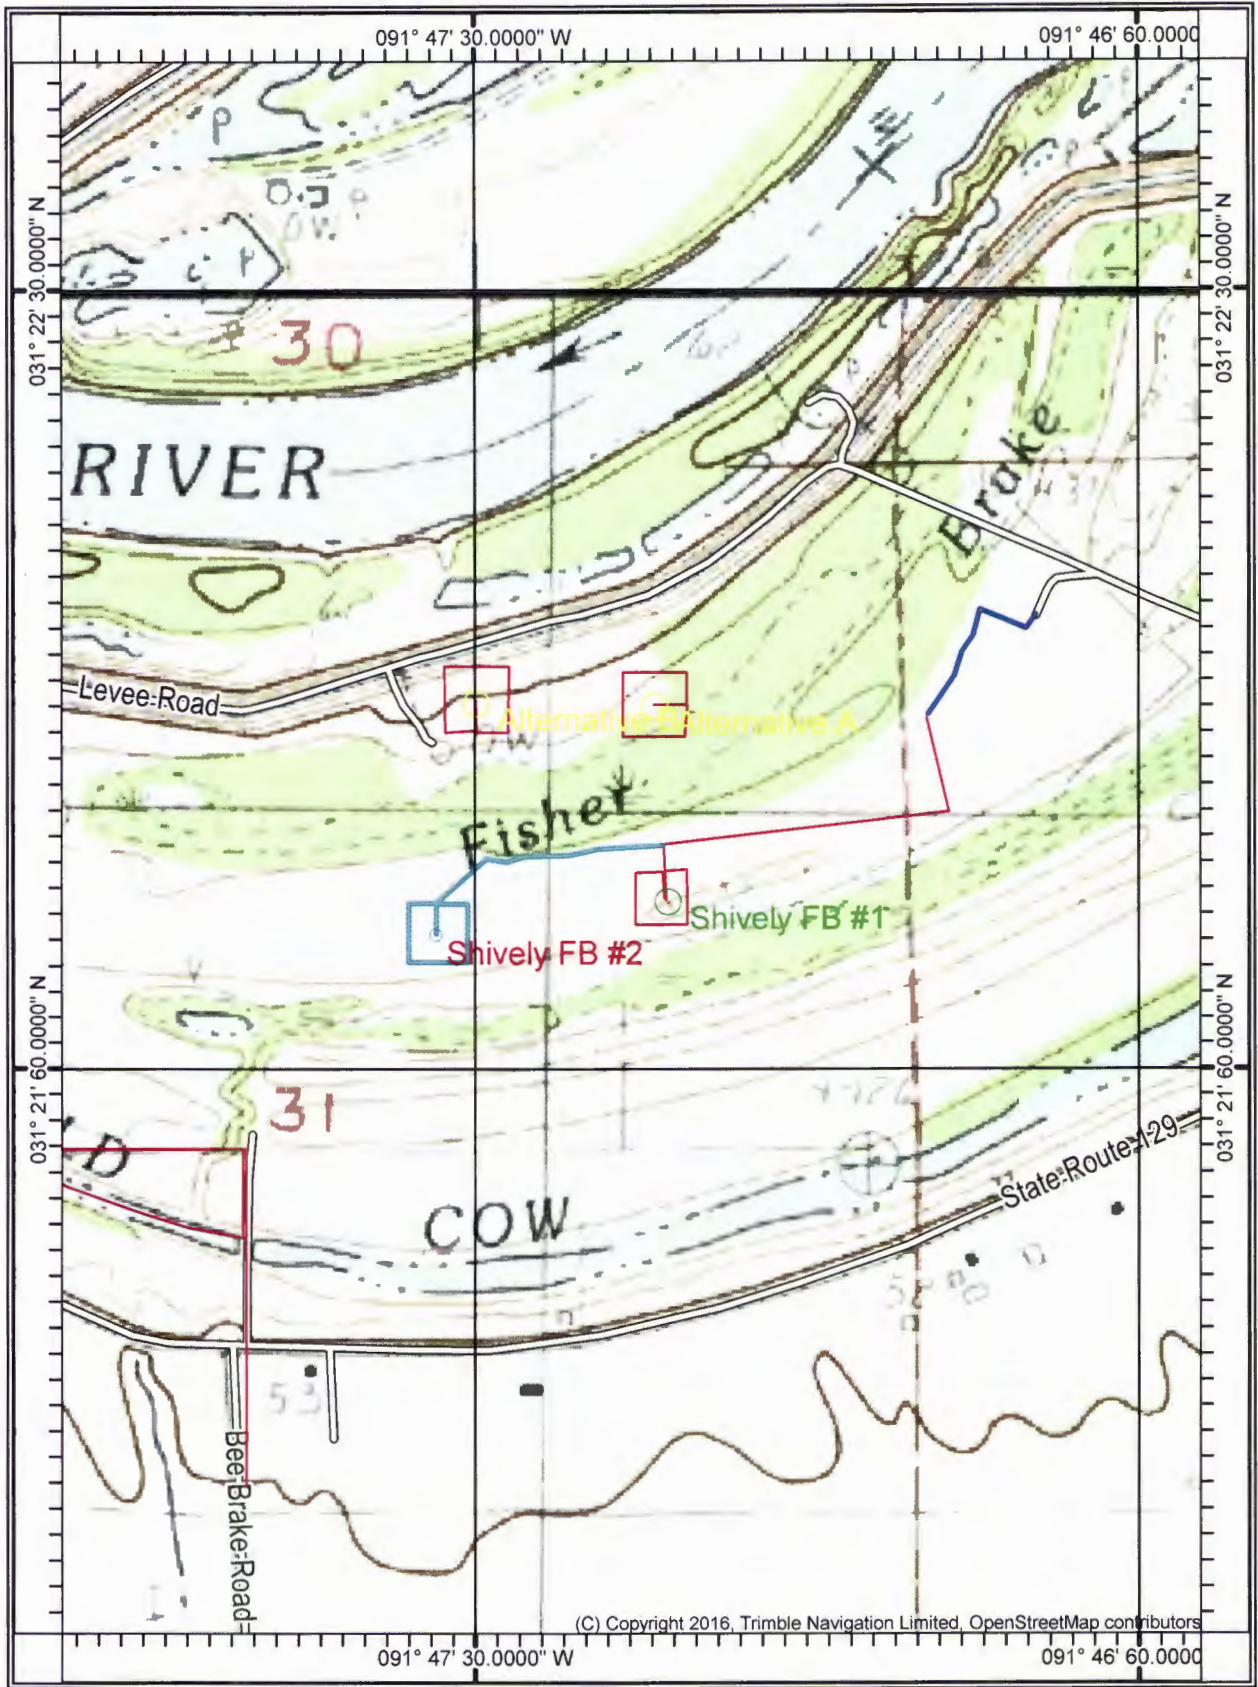 091° 47' 30.0000" W
091° 46' 60.0000
P
P
P
P
OW
P
031° 22' 30.0000" N
031° 22' 30.0000" N
30
RIVER
P
Brake
Levee Road
Alternative B
Alternative A
W
Fisher
Shively FB #1
Shively FB #2
V
031° 21' 60.0000" N
031° 21' 60.0000" N
31
D
COW
State Route 129
52
53
Bee Brake Road
(C) Copyright 2016, Trimble Navigation Limited, OpenStreetMap contributors
091° 47' 30.0000" W
091° 46' 60.0000